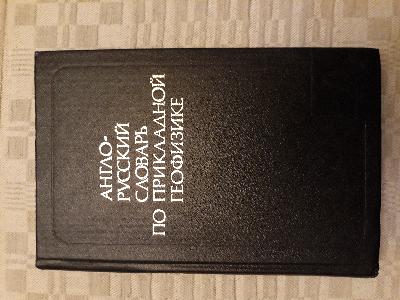 АНГЛО-
РУССКИЙ
СЛОВАРЬ
ПО ПРИКЛАДНОЙ
ГЕОФИЗИКЕ